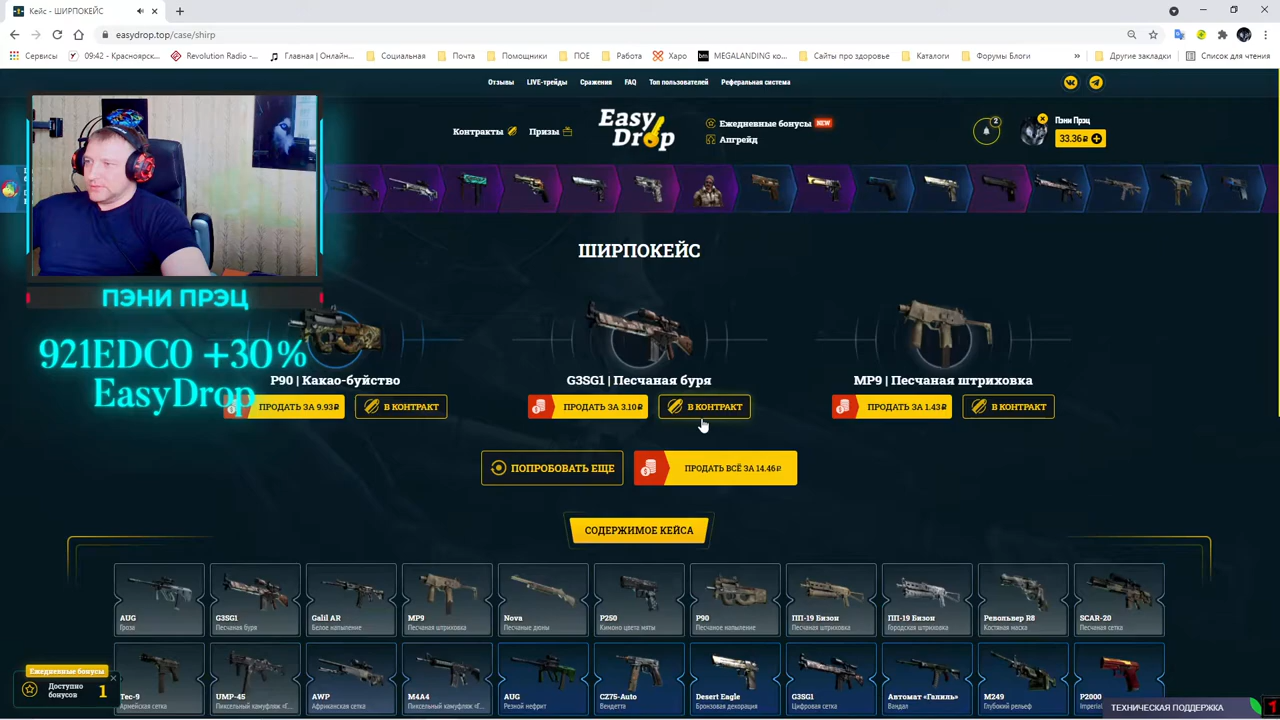 Кейс - ШИРПОКЕЙС
easydrop.top/case/shirp
Сервисы
09:42 - Красноярск...
Revolution Radio -...
Главная | Онлайн...
Социальная
Почта
Помощники
ПОЕ
Работа
Харо
MEGALANDING ко...
Сайты про здоровье
Каталоги
Форумы Блоги
»
Другие закладки
Список для чтения
Отзывы
LIVE-трейды
Сражения
FAQ
Топ пользователей
Реферальная система
Контракты
Призы
Easy
Drop
Ежедневные бонусы NEW
Апгрейд
2
Пэни Прэц
33.36₽
ШИРПОКЕЙС
ПЭНИ ПРЭЦ
921EDCO +30%
EasyDrop
P90 | Какао-буйство
ПРОДАТЬ ЗА 9.93₽
В КОНТРАКТ
G3SG1 | Песчаная буря
ПРОДАТЬ ЗА 3.10₽
В КОНТРАКТ
MP9 | Песчаная штриховка
ПРОДАТЬ ЗА 1.43₽
В КОНТРАКТ
ПОПРОБОВАТЬ ЕЩЕ
ПРОДАТЬ ВСЁ ЗА 14.46₽
СОДЕРЖИМОЕ КЕЙСА
AUG
Гроза
G3SG1
Песчаная буря
Galil AR
Белое напыление
MP9
Песчаная штриховка
Nova
Песчаные дюны
P250
Кимоно цвета мяты
P90
Песчаное напыление
ПП-19 Бизон
Песчаная штриховка
ПП-19 Бизон
Городская штриховка
Револьвер R8
Костяная маска
SCAR-20
Песчаная сетка
Tec-9
Армейская сетка
UMP-45
Пиксельный камуфляж «Г...
AWP
Африканская сетка
M4A4
Пиксельный камуфляж «Г...
AUG
Резной нефрит
CZ75-Auto
Вендетта
Desert Eagle
Бронзовая декорация
G3SG1
Цифровая сетка
Автомат «Галиль»
Вандал
M249
Глубокий рельеф
P2000
Imperial
Ежедневные бонусы
Доступно
бонусов
1
ТЕХНИЧЕСКАЯ ПОДДЕРЖКА
1